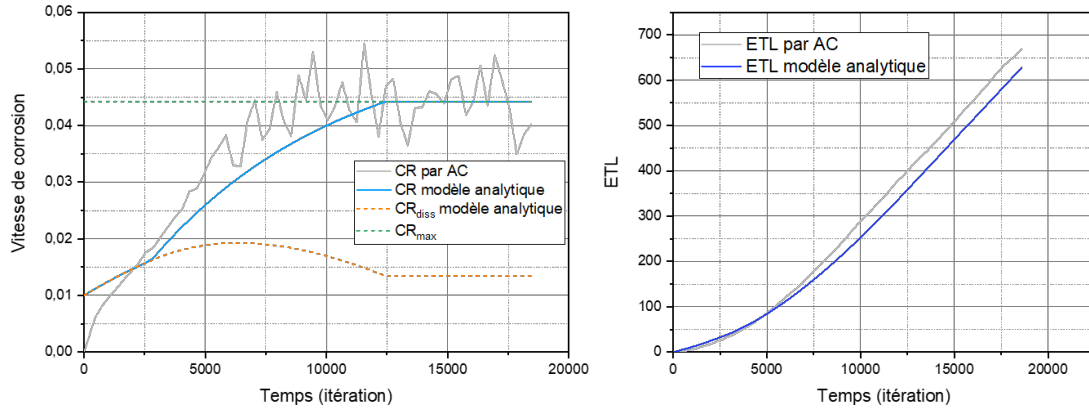 0,06
0,05
0,04
0,03
0,02
0,01
0,00
Vitesse de corrosion
CR par AC
CR modèle analytique
CRdiss modèle analytique
CRmax
0
5000
10000
15000
20000
Temps (itération)
700
600
500
400
300
200
100
0
ETL
ETL par AC
ETL modèle analytique
0
5000
10000
15000
20000
Temps (itération)